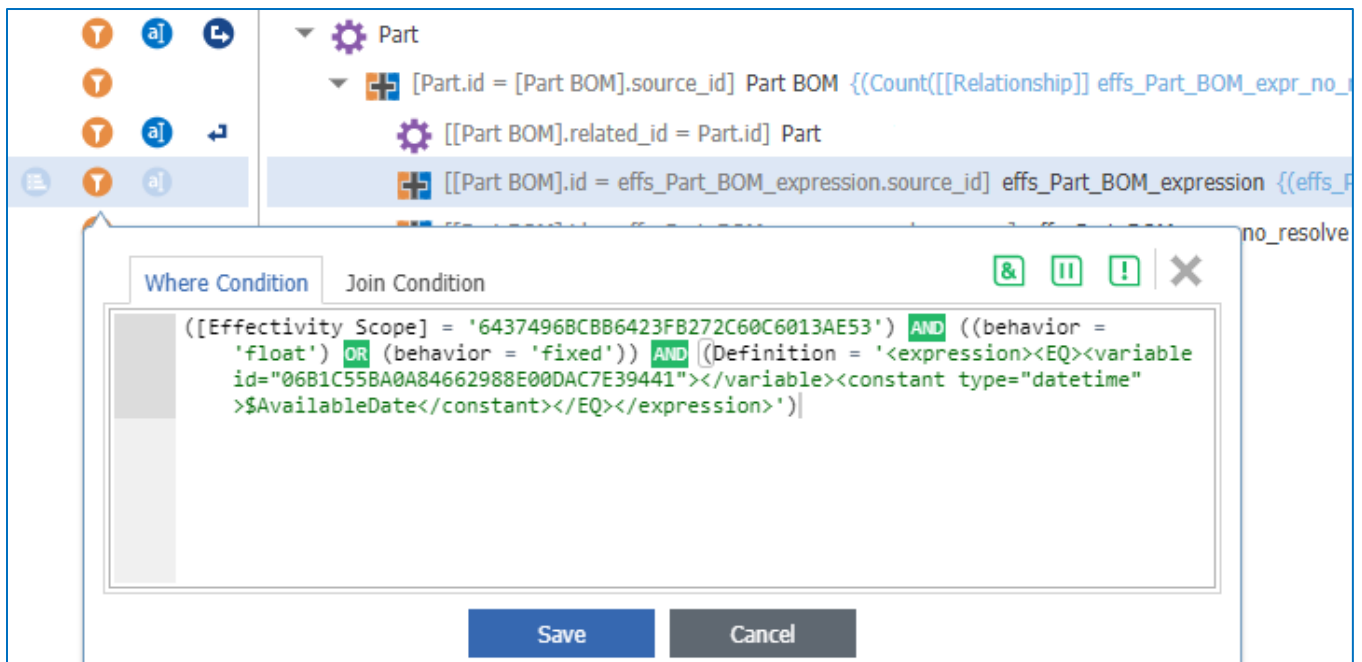 Part
[Part.id = [Part BOM].source_id] Part BOM {(Count([[Relationship]] effs_Part_BOM_expr_no_
[[Part BOM].related_id = Part.id] Part
[[Part BOM].id = effs_Part_BOM_expression.source_id] effs_Part_BOM_expression {(effs_
no_resolve
Where Condition Join Condition
& !
([Effectivity Scope] = '6437496BCBB6423FB272C60C6013AE53') AND ((behavior =
'float') OR (behavior = 'fixed')) AND (Definition = '<expression><EQ><variable
id="06B1C55BA0A84662988E00DAC7E39441"></variable><constant type="datetime"
>$AvailableDate</constant></EQ></expression>')
Save Cancel